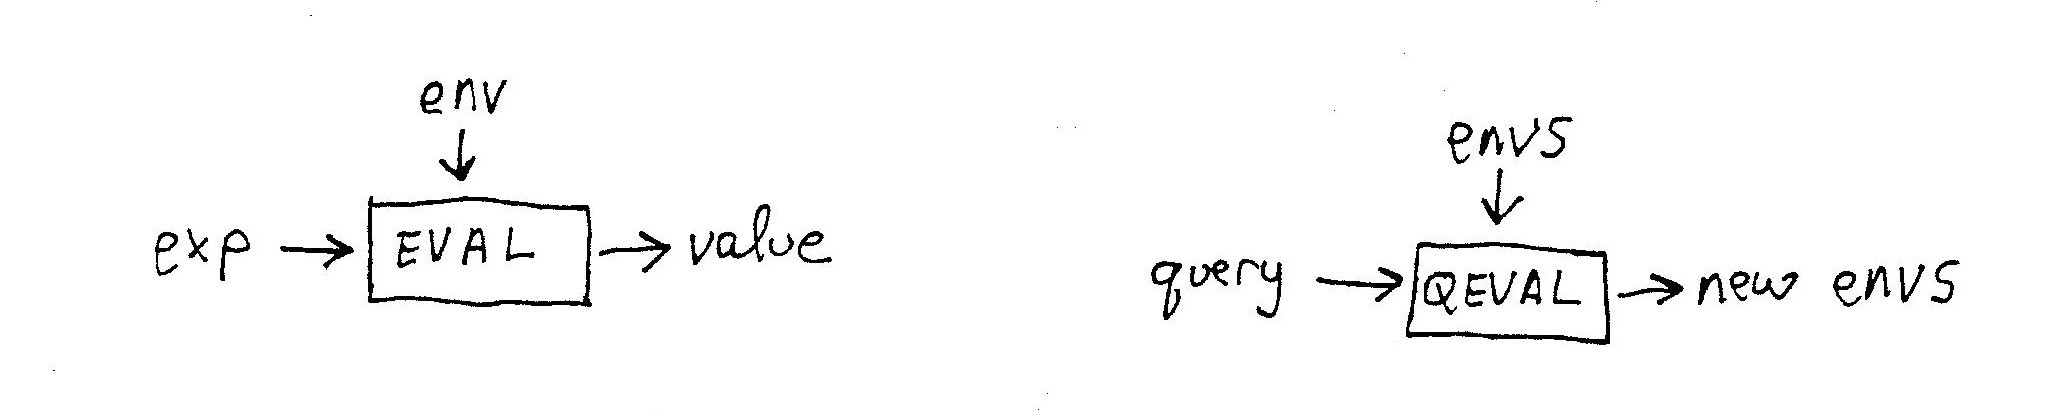 env
exp → EVAL → value
envs
query → QEVAL → new envs